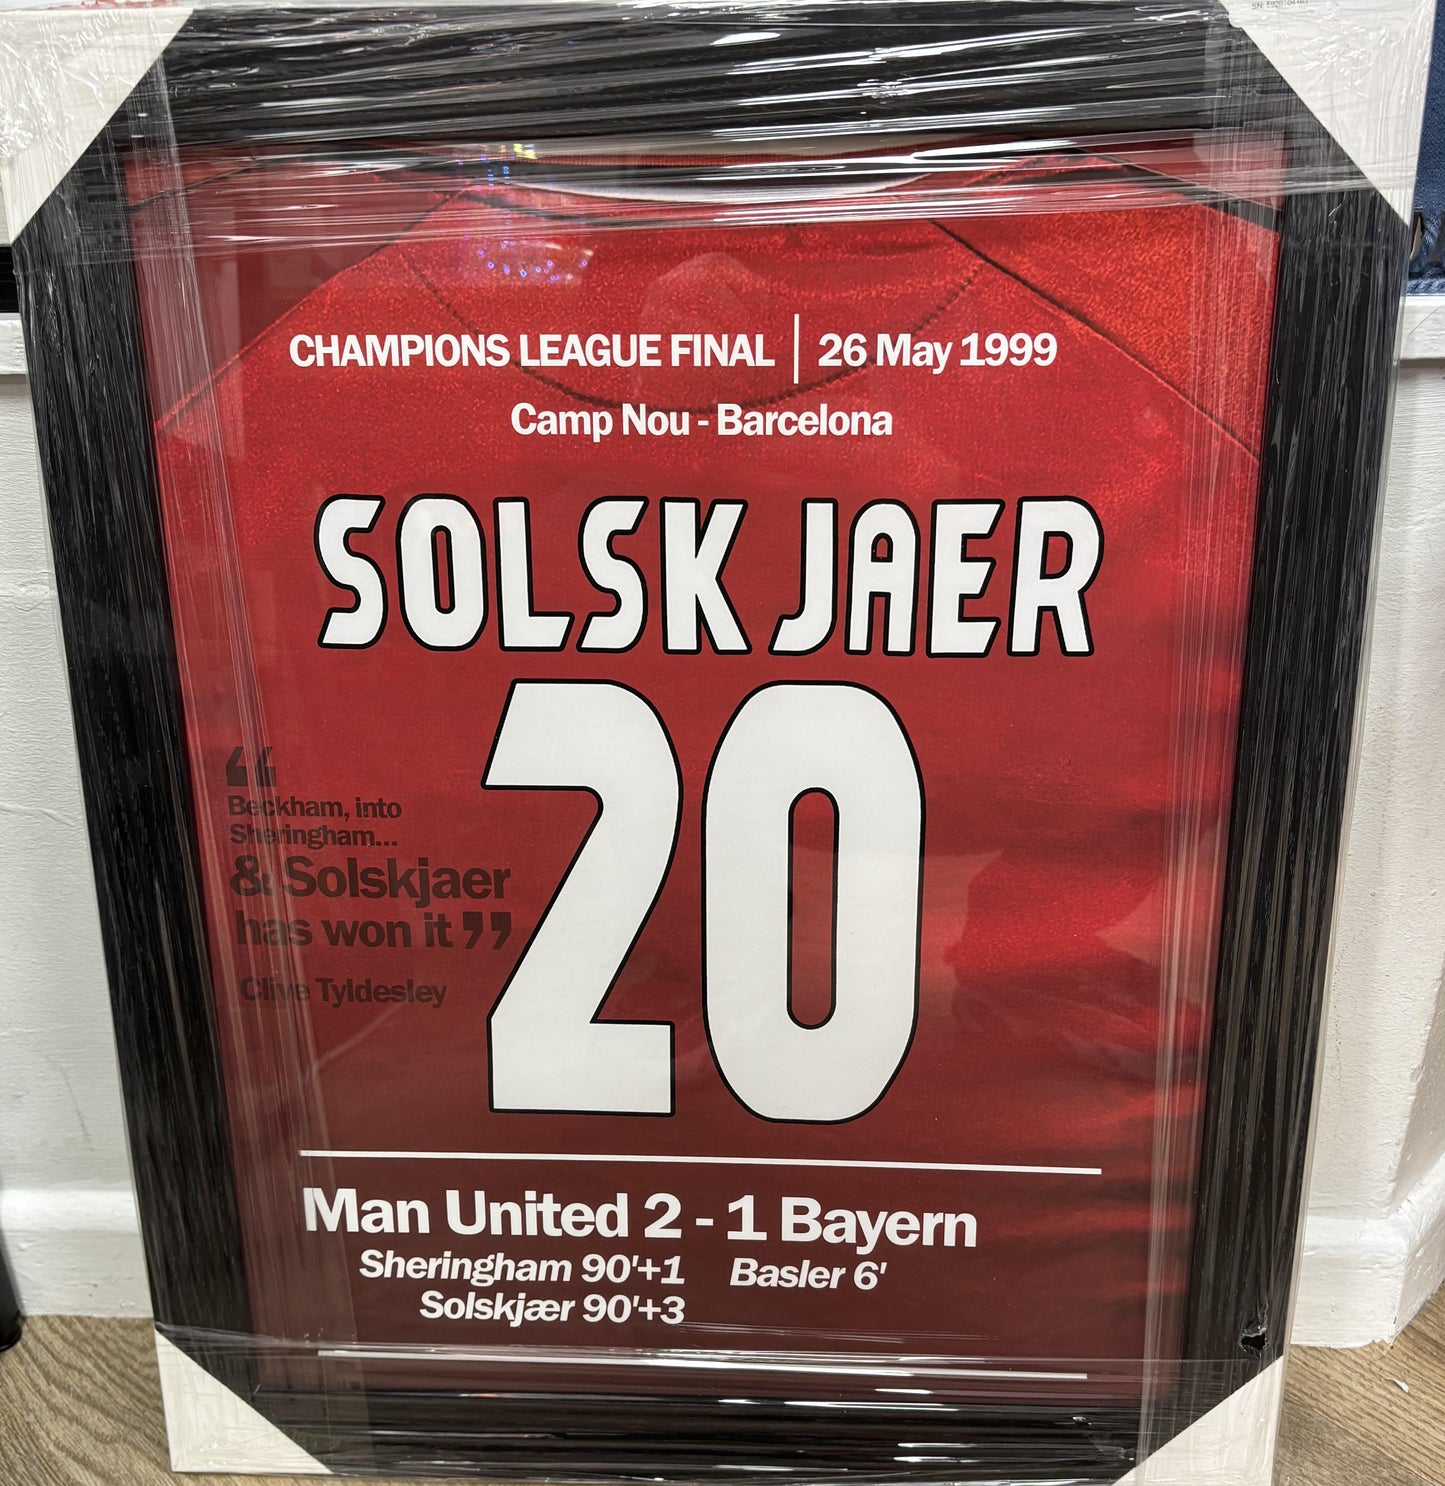 CHAMPIONS LEAGUE FINAL | 26 May 1999
Camp Nou - Barcelona
SOLSKJAER
20
“
Beckham, into
Sheringham...
& Solskjaer
has won it ”
Clive Tyldesley
Man United 2 - 1 Bayern
Sheringham 90'+1 Basler 6'
Solskjær 90'+3